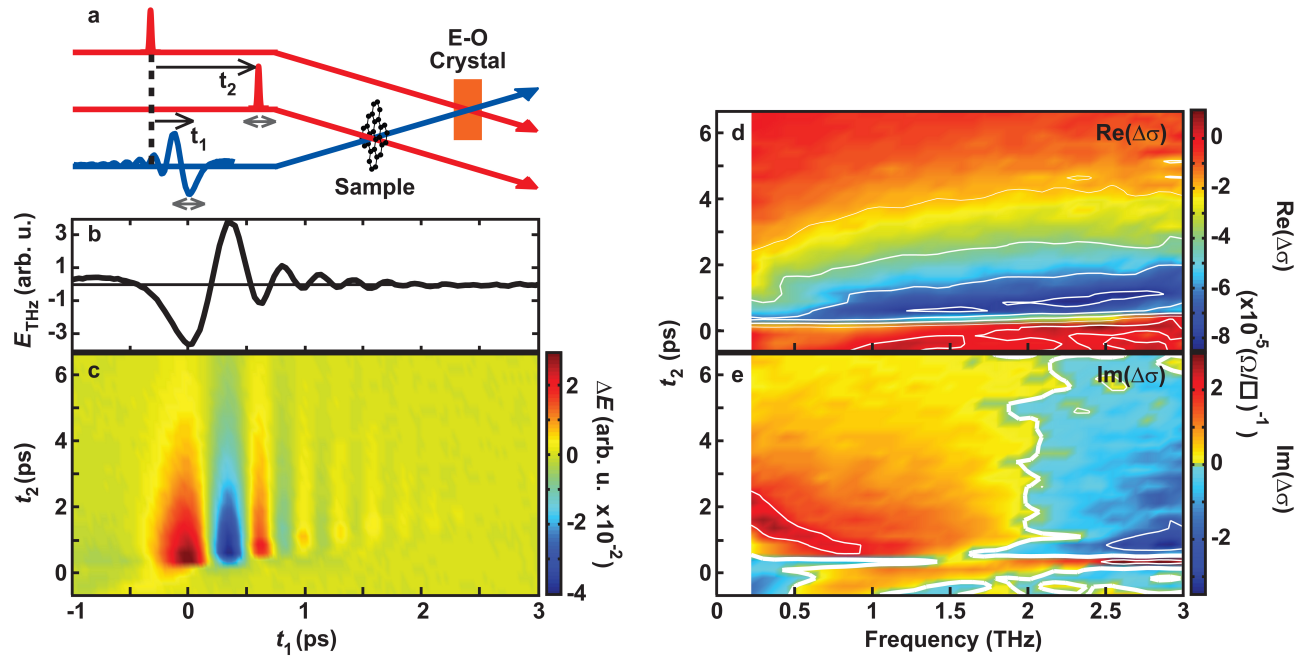 a
E-O
Crystal
t2
t1
Sample
b
ETHz (arb. u.)
3
1
-1
-3
c
t2 (ps)
6
4
2
0
-1
0
1
2
3
t1 (ps)
2
0
-2
-4
ΔE (arb. u. x10-2)
d
Re(Δσ)
6
4
2
0
t2 (ps)
e
Im(Δσ)
6
4
2
0
0
0.5
1
1.5
2
2.5
3
Frequency (THz)
0
-2
-4
-6
-8
2
0
-2
Re(Δσ)
(x10-5 (Ω/□)-1
Im(Δσ)